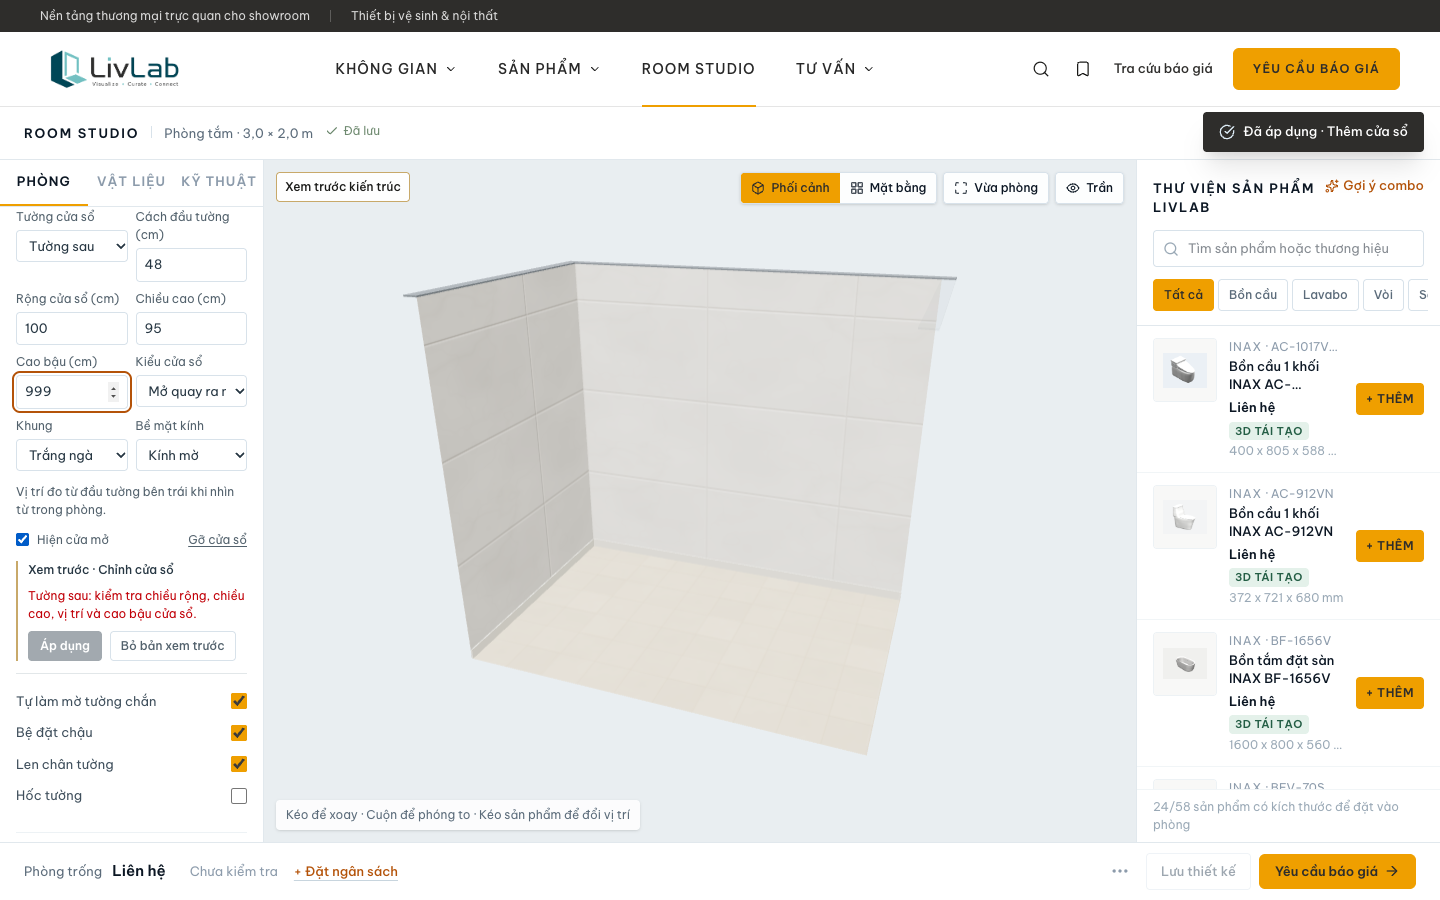 Nền tảng thương mại trực quan cho showroom
Thiết bị vệ sinh & nội thất
LivLab
Visualize • Curate • Connect
KHÔNG GIAN
SẢN PHẨM
ROOM STUDIO
TƯ VẤN
Tra cứu báo giá
YÊU CẦU BÁO GIÁ
ROOM STUDIO
Phòng tắm · 3,0 × 2,0 m
Đã lưu
Đã áp dụng · Thêm cửa sổ
PHÒNG
VẬT LIỆU
KỸ THUẬT
Tường cửa sổ
Cách đầu tường (cm)
Tường sau
48
Rộng cửa sổ (cm)
Chiều cao (cm)
100
95
Cao bậu (cm)
Kiểu cửa sổ
999
Mở quay ra r
Khung
Bề mặt kính
Trắng ngà
Kính mờ
Vị trí đo từ đầu tường bên trái khi nhìn
từ trong phòng.
Hiện cửa mở
Gỡ cửa sổ
Xem trước · Chỉnh cửa sổ
Tường sau: kiểm tra chiều rộng, chiều
cao, vị trí và cao bậu cửa sổ.
Áp dụng
Bỏ bản xem trước
Tự làm mờ tường chắn
Bệ đặt chậu
Len chân tường
Hốc tường
Xem trước kiến trúc
Phối cảnh
Mặt bằng
Vừa phòng
Trần
Kéo để xoay · Cuộn để phóng to · Kéo sản phẩm để đổi vị trí
THƯ VIỆN SẢN PHẨM
LIVLAB
Gợi ý combo
Tìm sản phẩm hoặc thương hiệu
Tất cả
Bồn cầu
Lavabo
Vòi
INAX · AC-1017V...
Bồn cầu 1 khối
INAX AC-...
Liên hệ
3D TÁI TẠO
400 x 805 x 588 ...
+ THÊM
INAX · AC-912VN
Bồn cầu 1 khối
INAX AC-912VN
Liên hệ
3D TÁI TẠO
372 x 721 x 680 mm
+ THÊM
INAX · BF-1656V
Bồn tắm đặt sàn
INAX BF-1656V
Liên hệ
3D TÁI TẠO
1600 x 800 x 560 ...
+ THÊM
INAX · BFV-70S
24/58 sản phẩm có kích thước để đặt vào
phòng
Phòng trống
Liên hệ
Chưa kiểm tra
+ Đặt ngân sách
Lưu thiết kế
Yêu cầu báo giá